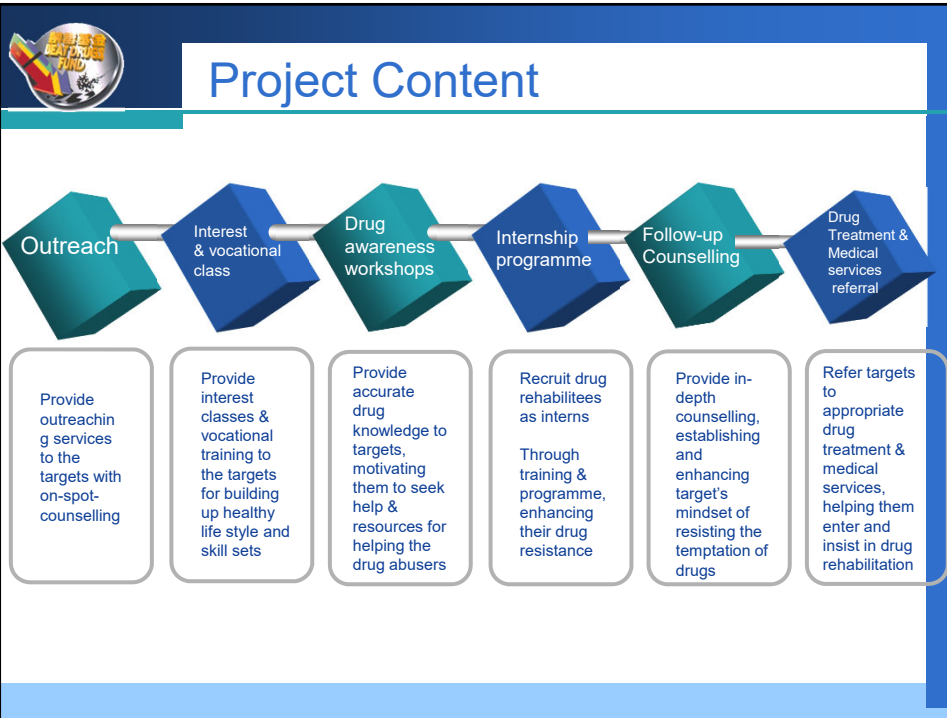 BEAT DRUGS
FUND
Project Content
Outreach
Interest
& vocational
class
Drug
awareness
workshops
Internship
programme
Follow-up
Counselling
Drug
Treatment &
Medical
services
referral
Provide
outreachin
g services
to the
targets with
on-spot-
counselling
Provide
interest
classes &
vocational
training to
the targets
for building
up healthy
life style and
skill sets
Provide
accurate
drug
knowledge to
targets,
motivating
them to seek
help &
resources for
helping the
drug abusers
Recruit drug
rehabilitees
as interns
Through
training &
programme,
enhancing
their drug
resistance
Provide in-
depth
counselling,
establishing
and
enhancing
target's
mindset of
resisting the
temptation of
drugs
Refer targets
to
appropriate
drug
treatment &
medical
services,
helping them
enter and
insist in drug
rehabilitation